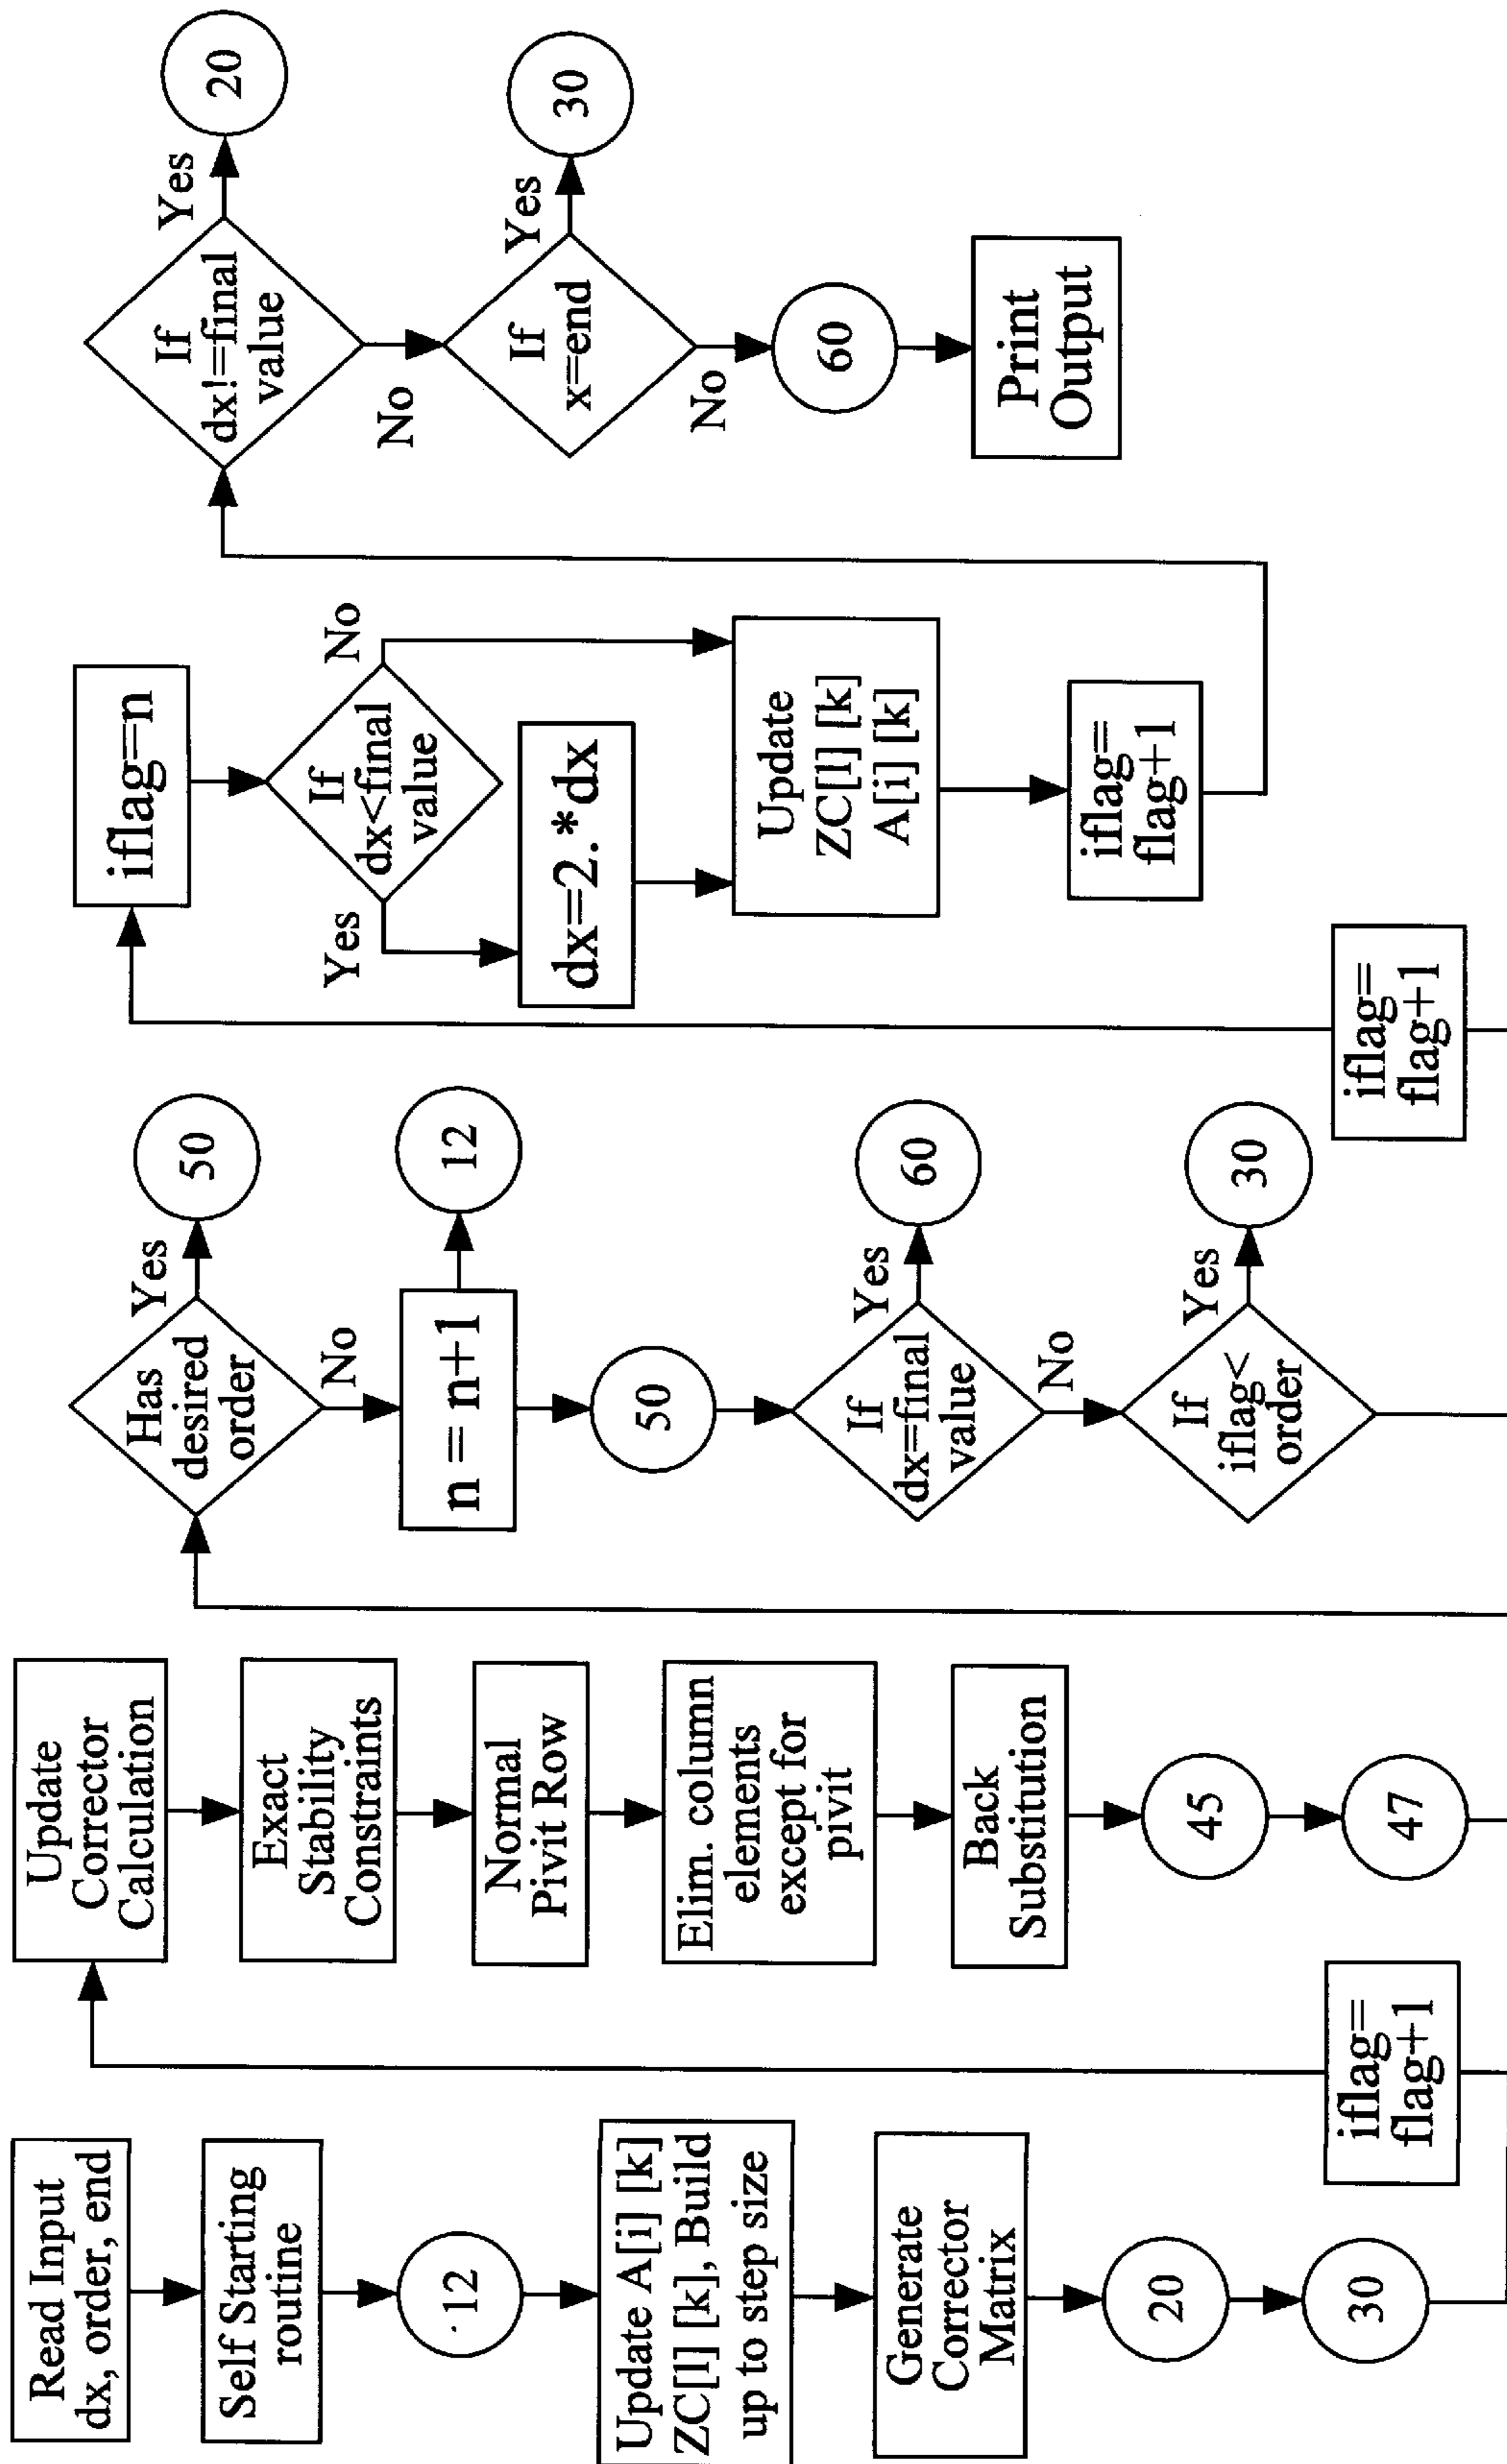 Read Input
dx, order, end
Self Starting
routine
.12
Update A[i] [k]
ZC[l] [k], Build
up to step size
Generate
Corrector
Matrix
20
30
iflag=
flag+1
Update
Corrector
Calculation
Exact
Stability
Constraints
Normal
Pivit Row
Elim. column
elements
except for
pivit
Back
Substitution
45
47
Has
desired
order
Yes
50
No
n = n+1
12
50
If
dx=final
value
Yes
60
No
If
iflag<
order
Yes
30
iflag=
flag+1
iflag=n
If
dx<final
value
Yes
No
dx=2.*dx
Update
ZC[l] [k]
A[i] [k]
iflag=
flag+1
If
dx!=final
value
Yes
20
No
If
x=end
Yes
30
No
60
Print
Output